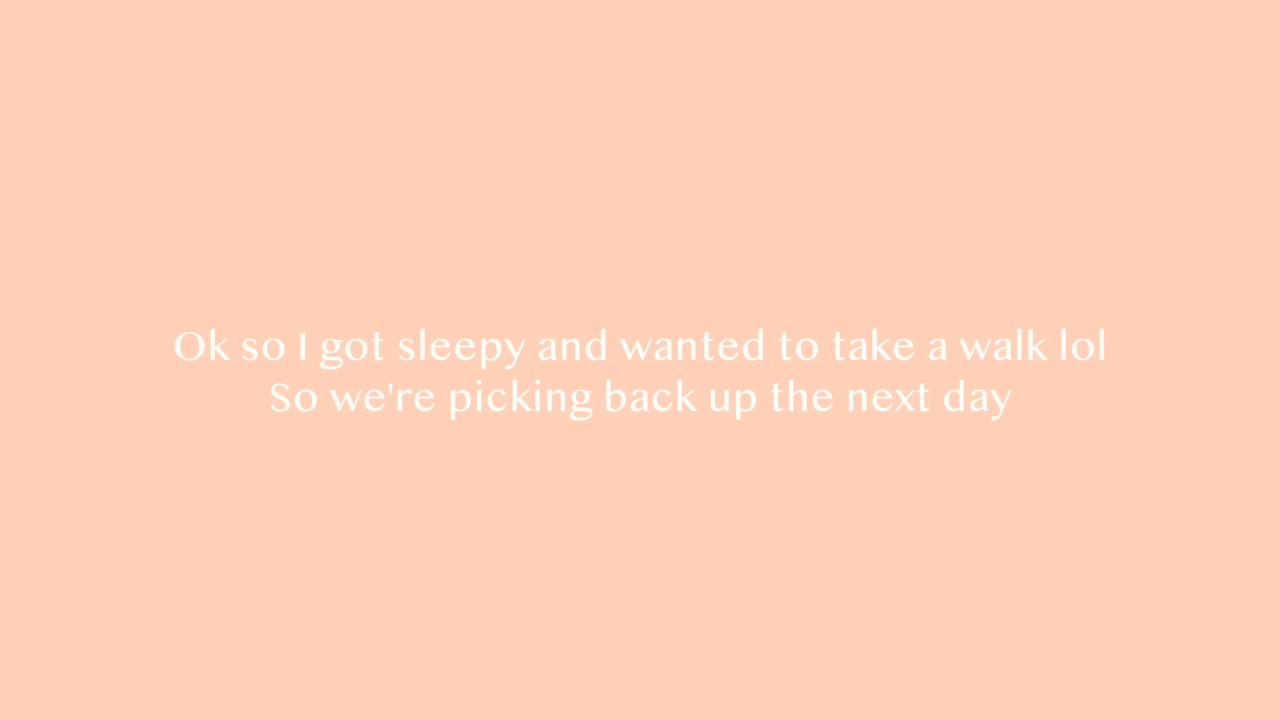 Ok so I got sleepy and wanted to take a walk lol
So we're picking back up the next day